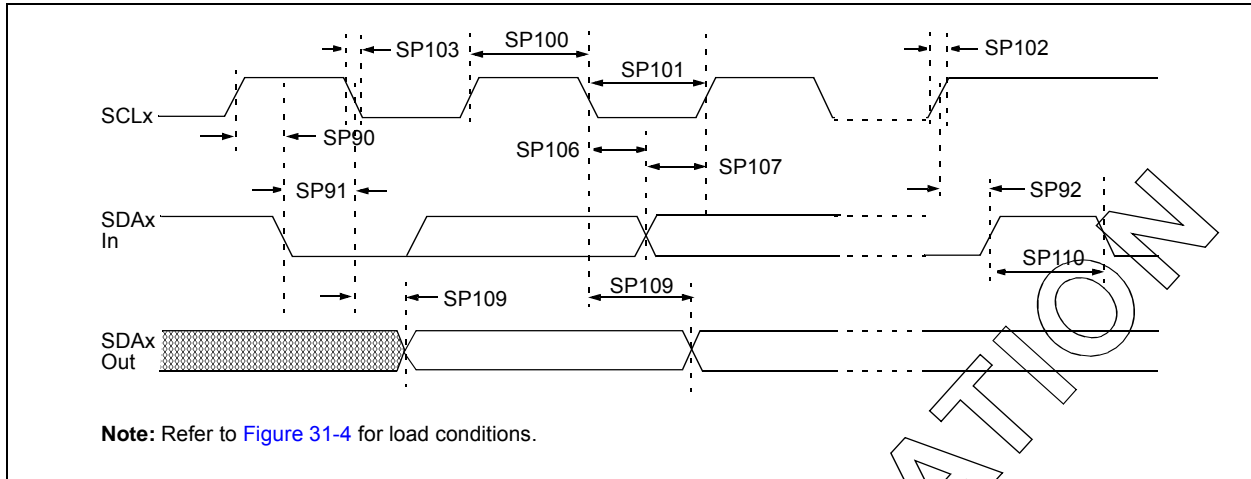 SP103
SP100
SP101
SP102
SCLx
SP90
SP106
SP107
SP91
SP92
SDAx
In
SP110
SP109
SP109
SDAx
Out
Note: Refer to Figure 31-4 for load conditions.
ATION